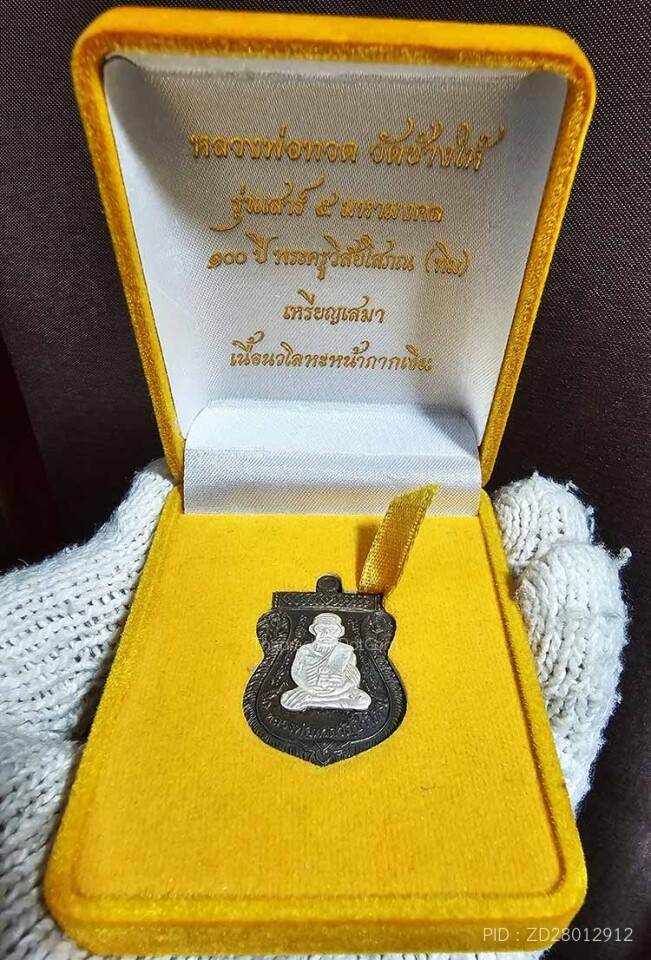 หลวงพ่อทวด วัดช้างให้
รุ่นเสาร์ ๕ มหามงคล
๑๐๐ ปี พระครูวิสัยโสภณ (ทิม)
เหรียญเสมา
เนื้อนวโลหะหน้ากากเงิน
PID : ZD28012912